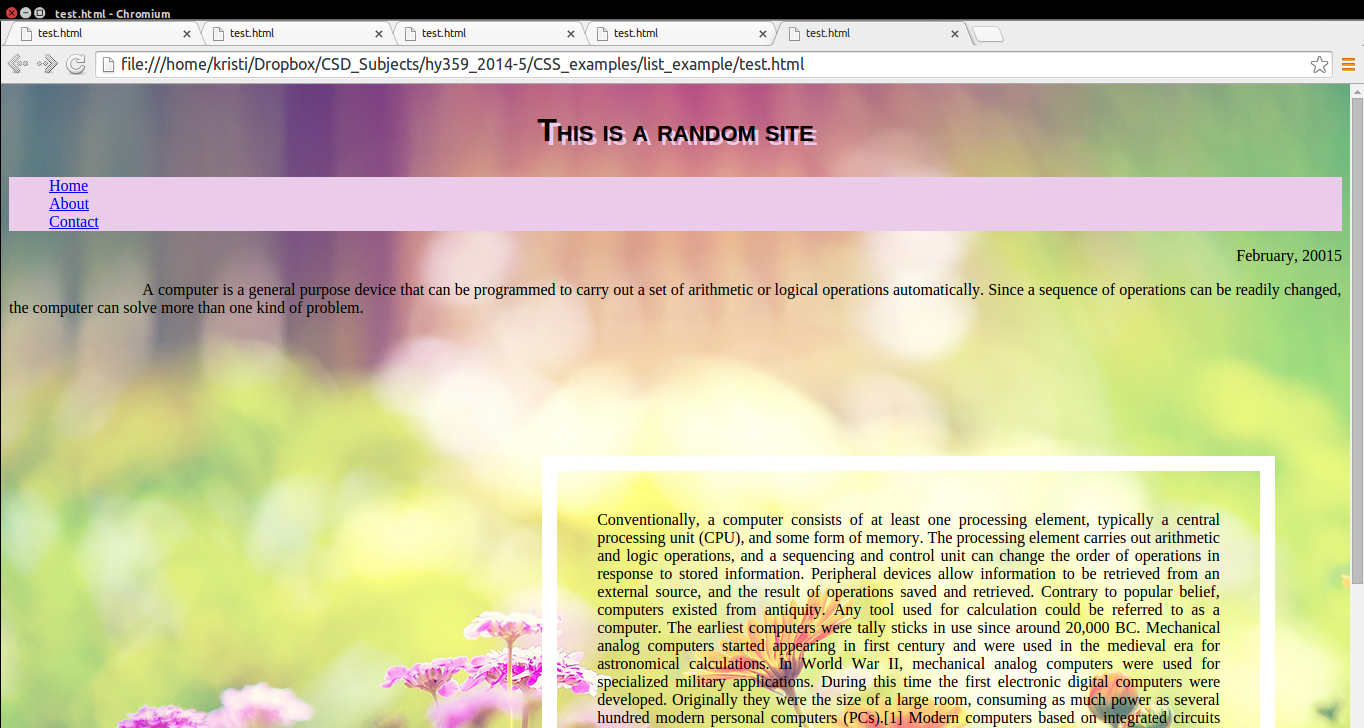 test.html - Chromium
test.html test.html test.html test.html test.html
file:///home/kristi/Dropbox/CSD_Subjects/hy359_2014-5/CSS_examples/list_example/test.html
This is a random site
Home
About
Contact
February, 20015
A computer is a general purpose device that can be programmed to carry out a set of arithmetic or logical operations automatically. Since a sequence of operations can be readily changed,
the computer can solve more than one kind of problem.
Conventionally, a computer consists of at least one processing element, typically a central
processing unit (CPU), and some form of memory. The processing element carries out arithmetic
and logic operations, and a sequencing and control unit can change the order of operations in
response to stored information. Peripheral devices allow information to be retrieved from an
external source, and the result of operations saved and retrieved. Contrary to popular belief,
computers existed from antiquity. Any tool used for calculation could be referred to as a
computer. The earliest computers were tally sticks in use since around 20,000 BC. Mechanical
analog computers started appearing in first century and were used in the medieval era for
astronomical calculations. In World War II, mechanical analog computers were used for
specialized military applications. During this time the first electronic digital computers were
developed. Originally they were the size of a large room, consuming as much power as several
hundred modern personal computers (PCs).[1] Modern computers based on integrated circuits